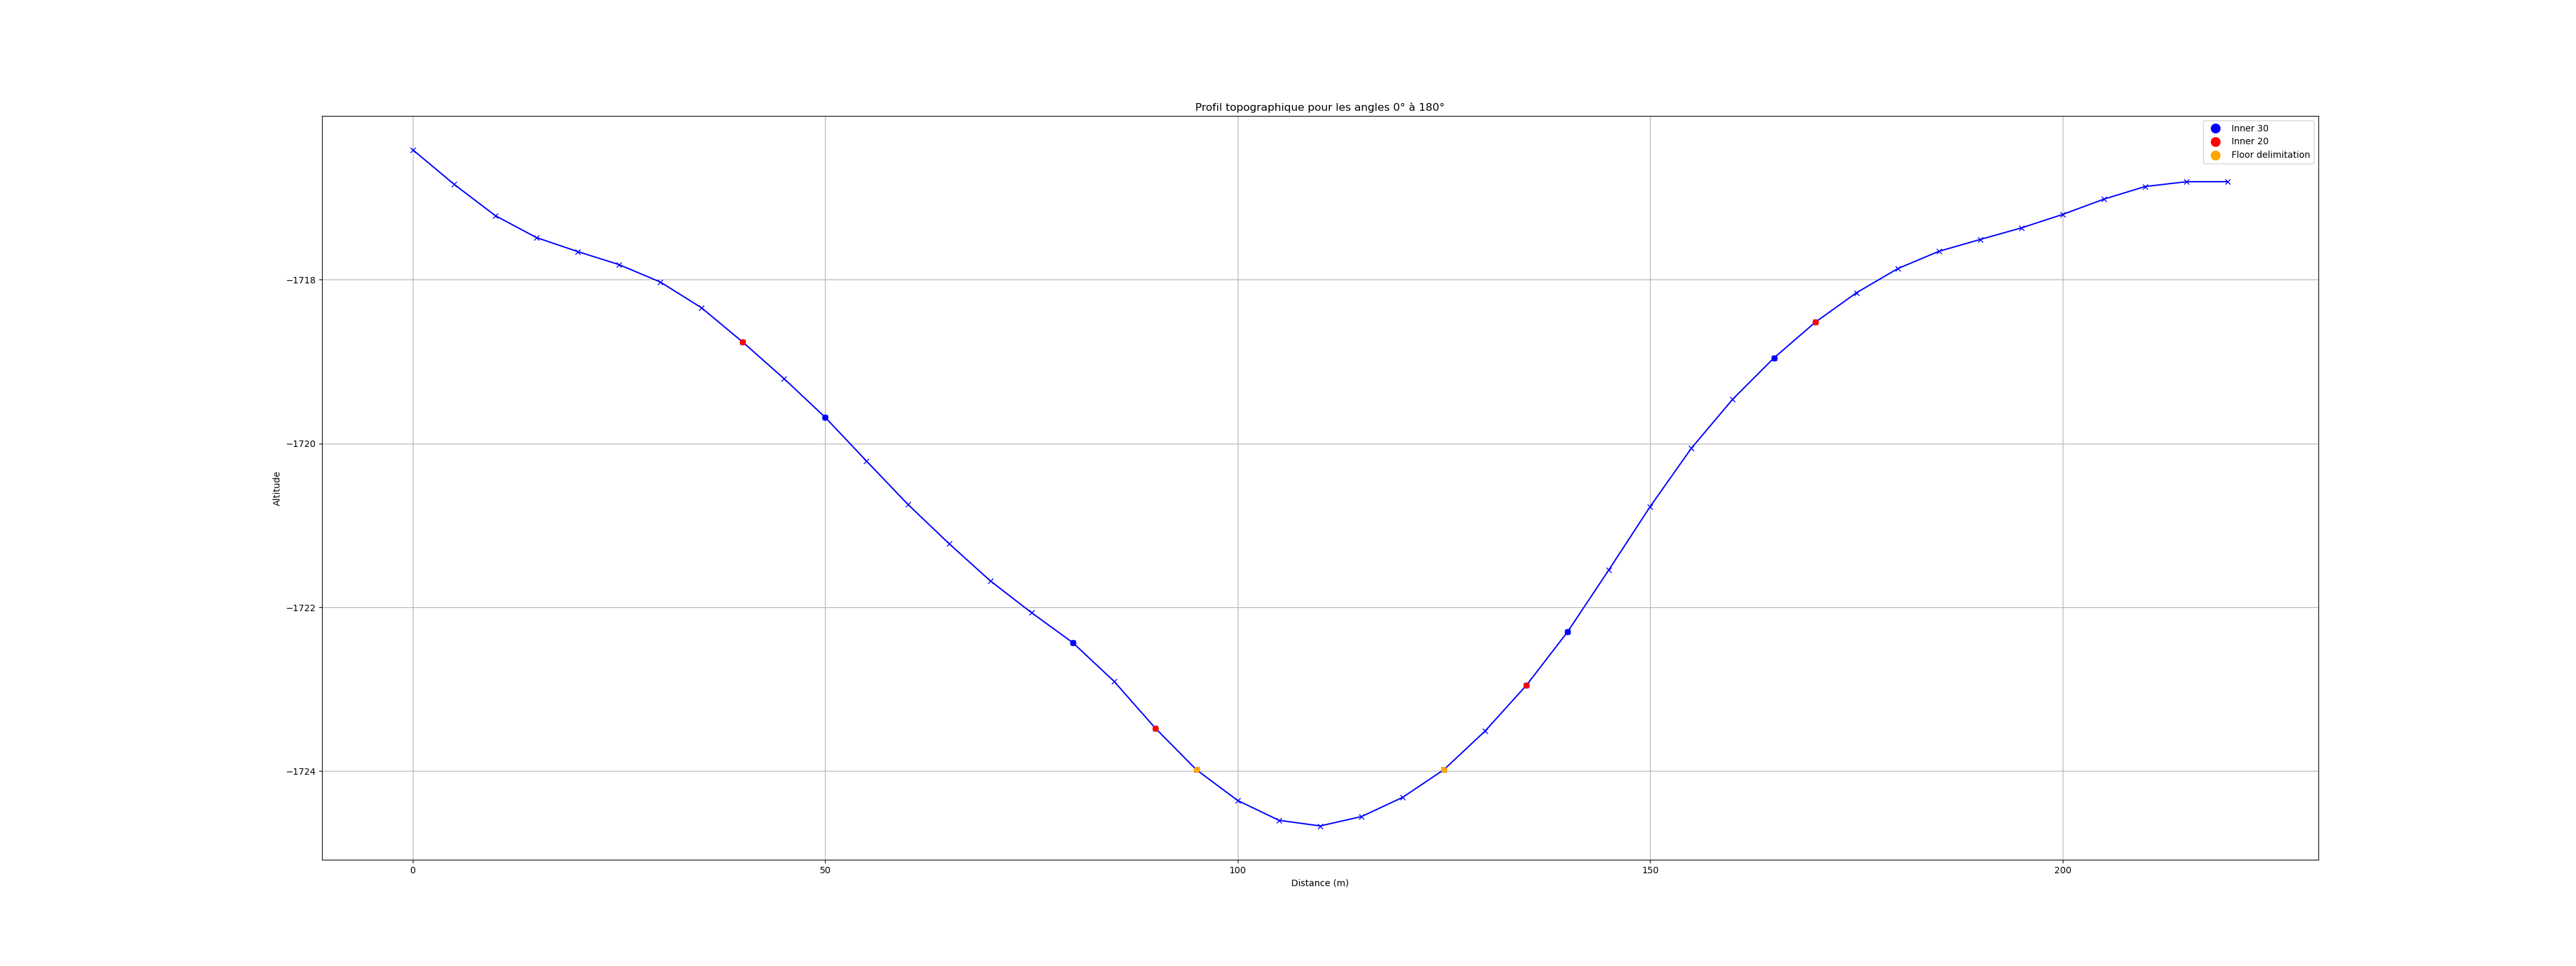 Profil topographique pour les angles 0° à 180°
Inner 30
Inner 20
Floor delimitation
−1718
−1720
−1722
−1724
Altitude
0
50
100
150
200
Distance (m)